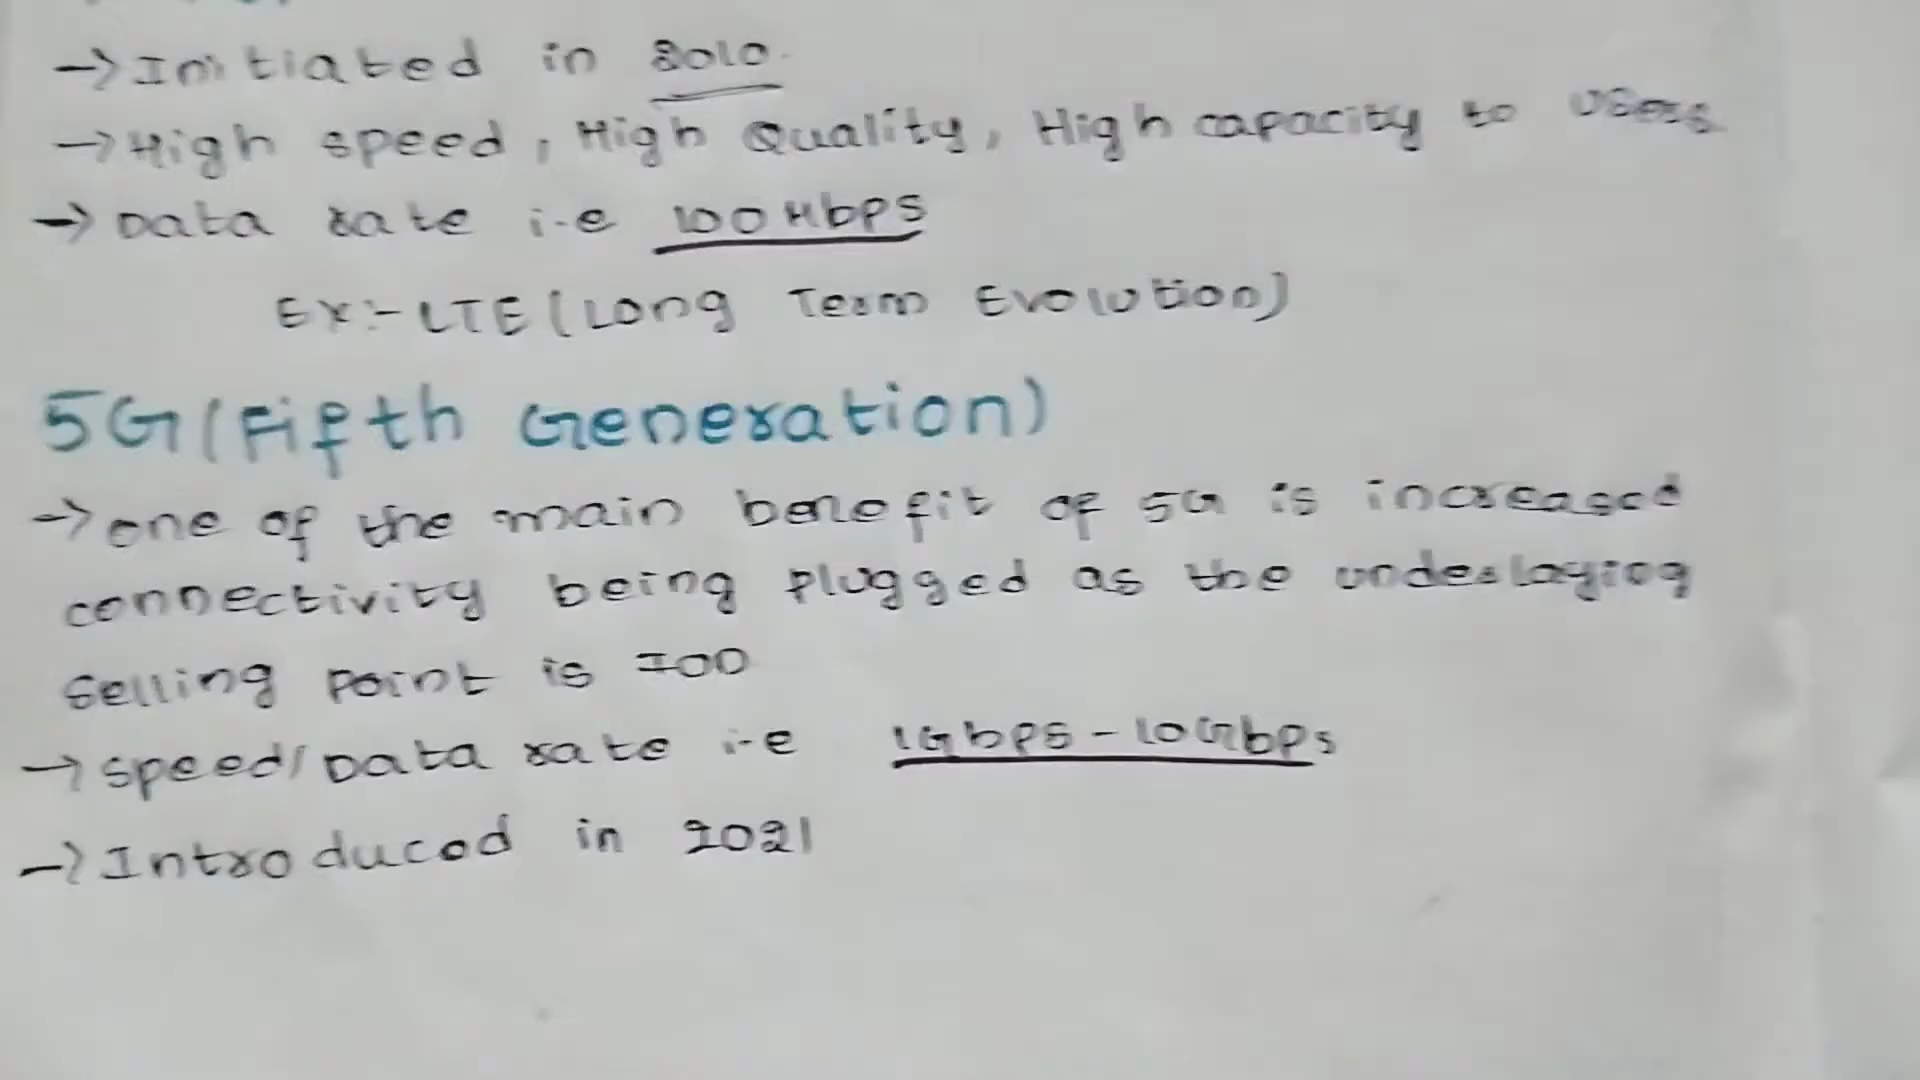 → Initiated in 2010.
→ High speed, High Quality, High capacity to users
→ Data rate i.e 100Mbps
Ex:- LTE (Long Term Evolution)
5G (Fifth Generation)
→ one of the main benefit of 5G is increased
connectivity being plugged as the underlaying
selling point is IOD
→ speed/Data rate i-e 1Gbps - 10Gbps
→ Introduced in 2021